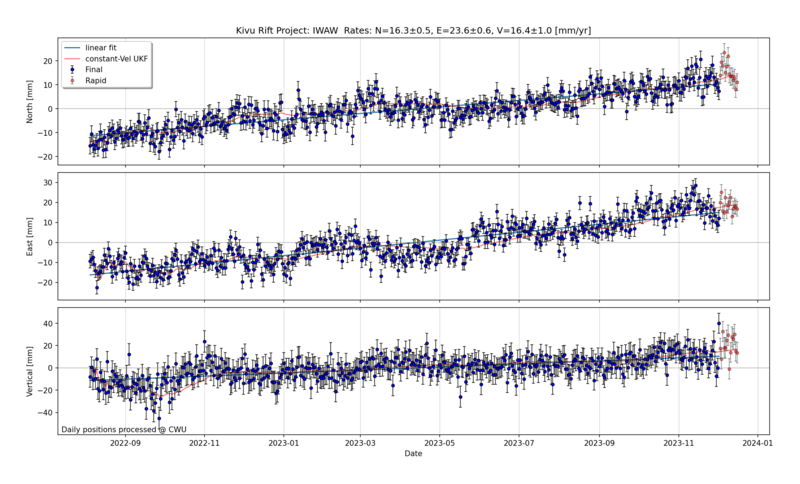 Kivu Rift Project: IWAW Rates: N=16.3±0.5, E=23.6±0.6, V=16.4±1.0 [mm/yr]
linear fit
constant-Vel UKF
Final
Rapid
North [mm]
20
10
0
−10
−20
East [mm]
30
20
10
0
−10
−20
Vertical [mm]
40
20
0
−20
−40
Daily positions processed @ CWU
2022-09 2022-11 2023-01 2023-03 2023-05 2023-07 2023-09 2023-11 2024-01
Date